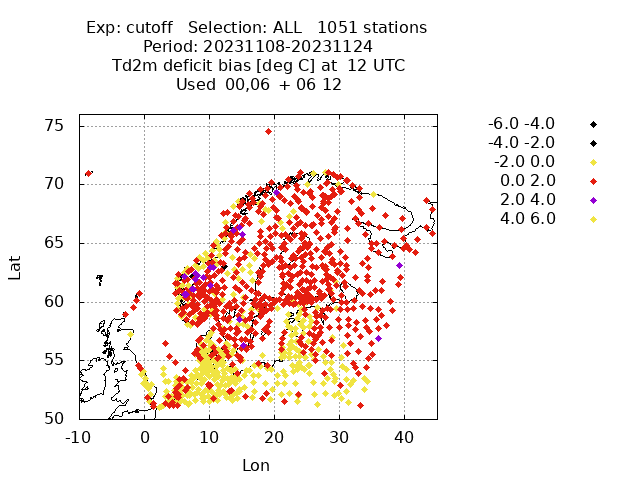 Exp: cutoff   Selection: ALL   1051 stations
Period: 20231108-20231124
Td2m deficit bias [deg C] at  12 UTC
Used  00,06  + 06 12
-6.0 -4.0
-4.0 -2.0
-2.0 0.0
0.0 2.0
2.0 4.0
4.0 6.0
75
70
65
60
55
50
Lat
-10 0 10 20 30 40
Lon